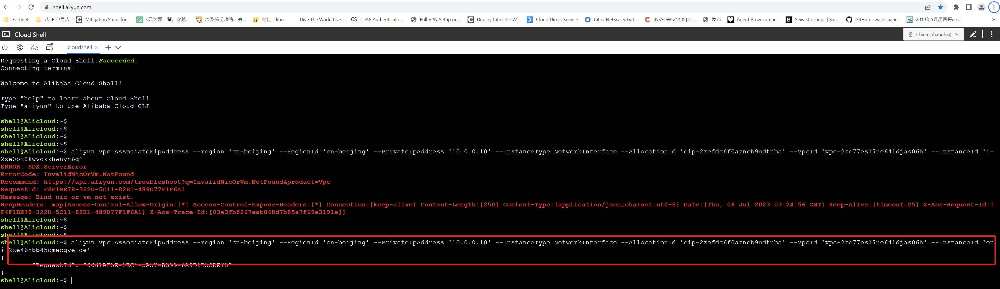 shell.aliyun.com
Fortinet 从 IE 中导入 Mitigation Steps for... 《只为那一瞥，穿越... 埃及旅游攻略 - 去... 地址 - lino Dive The World Live... CS LDAP Authenticatio... Full VPN Setup on... Deploy Citrix SD-W... Cloud Direct Service Citrix NetScaler Gat... [NSSDW-21409] Cl... 发布 Agent Provocateur... Sexy Stockings | Bar... GitHub - walidshaar... 2019年5月墨西哥ce... »
Cloud Shell China (Shanghai)
cloudshell
Requesting a Cloud Shell.Succeeded.
Connecting terminal
Welcome to Alibaba Cloud Shell!
Type "help" to learn about Cloud Shell
Type "aliyun" to use Alibaba Cloud CLI
shell@Alicloud:~$
shell@Alicloud:~$
shell@Alicloud:~$
shell@Alicloud:~$
shell@Alicloud:~$ aliyun vpc AssociateEipAddress --region 'cn-beijing' --RegionId 'cn-beijing' --PrivateIpAddress '10.0.0.10' --InstanceType NetworkInterface --AllocationId 'eip-2zefdc6f0azncb9udtuba' --VpcId 'vpc-2ze77es17ue641djas06h' --InstanceId 'i-
2ze0ox8kwvckkhwnyh6q'
ERROR: SDK.ServerError
ErrorCode: InvalidNicOrVm.NotFound
Recommend: https://api.aliyun.com/troubleshoot?q=InvalidNicOrVm.NotFound&product=Vpc
RequestId: F4F1BE78-322D-5C11-82E1-489D77F1F6A1
Message: Bind nic or vm not exist.
RespHeaders: map[Access-Control-Allow-Origin:[*] Access-Control-Expose-Headers:[*] Connection:[keep-alive] Content-Length:[250] Content-Type:[application/json;charset=utf-8] Date:[Thu, 06 Jul 2023 03:24:56 GMT] Keep-Alive:[timeout=25] X-Acs-Request-Id:[
F4F1BE78-322D-5C11-82E1-489D77F1F6A1] X-Acs-Trace-Id:[03e3fb8267eab848d7b85a7f69a3191e]]
shell@Alicloud:~$
shell@Alicloud:~$
shell@Alicloud:~$
shell@Alicloud:~$ aliyun vpc AssociateEipAddress --region 'cn-beijing' --RegionId 'cn-beijing' --PrivateIpAddress '10.0.0.10' --InstanceType NetworkInterface --AllocationId 'eip-2zefdc6f0azncb9udtuba' --VpcId 'vpc-2ze77es17ue641djas06h' --InstanceId 'en
i-2ze46nbb45cmecqveige'
{
"RequestId": "0081AF5E-5EC1-5A57-B399-6A9D6D5CDE75"
}
shell@Alicloud:~$